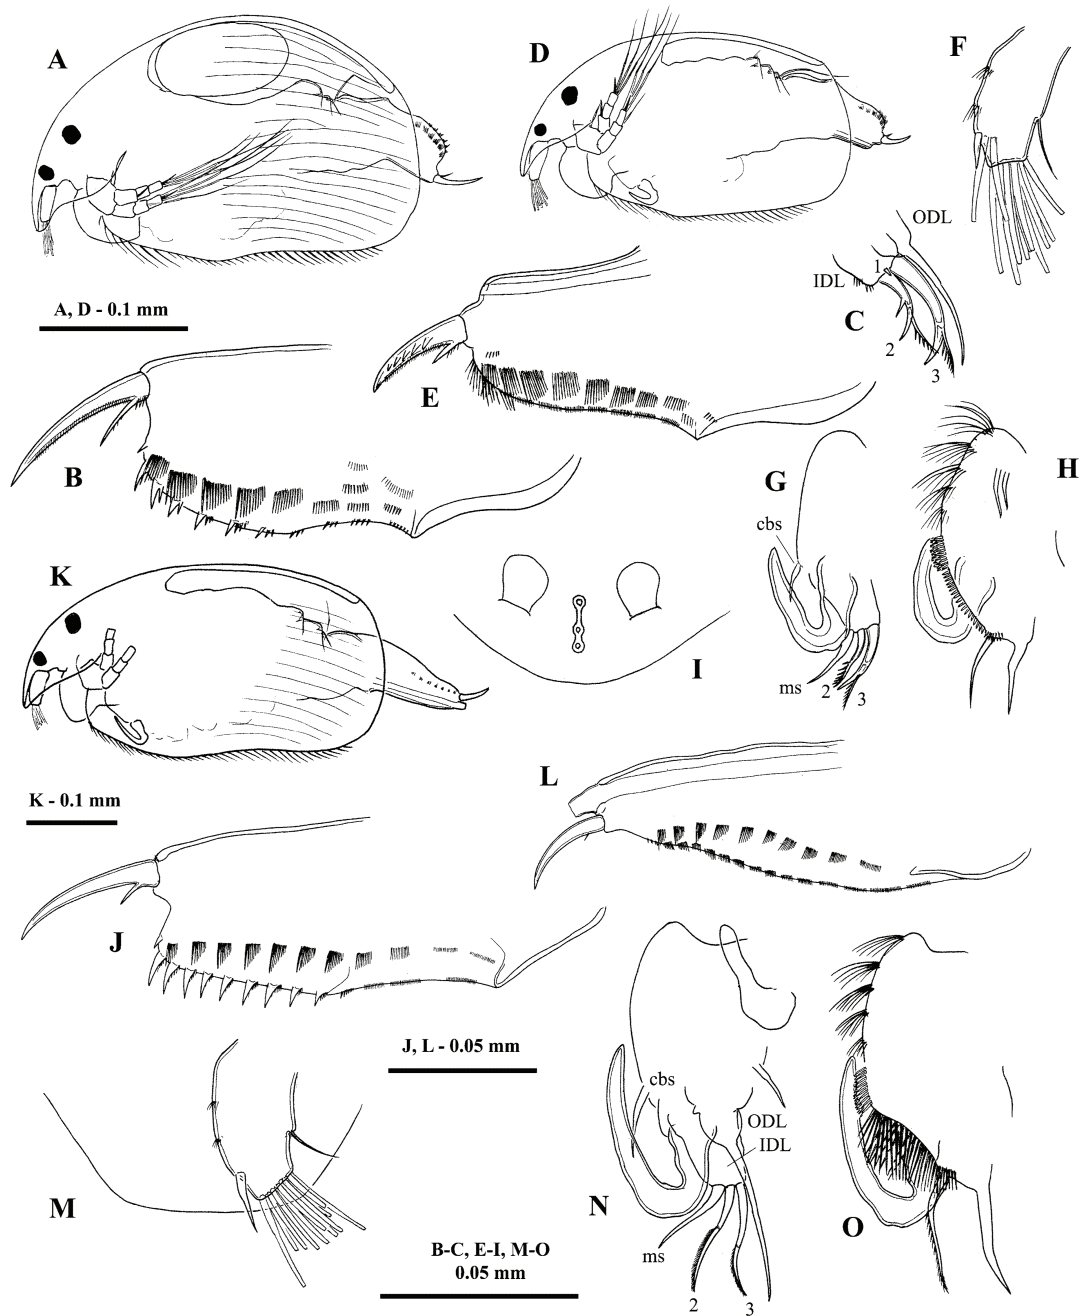 A
D
F
ODL
1
IDL
C
2
3
A, D - 0.1 mm
E
B
G
H
cbs
K
I
ms
2
3
L
K - 0.1 mm
J
J, L - 0.05 mm
cbs
ODL
IDL
M
N
O
ms
B-C, E-I, M-O
0.05 mm
2
3